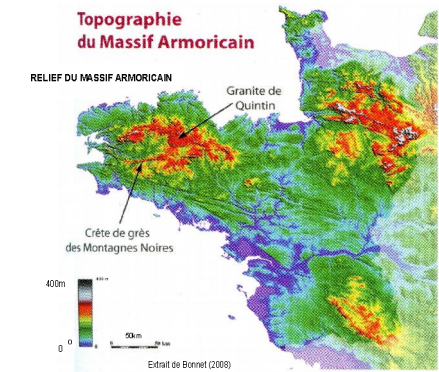 Topographie
du Massif Armoricain
RELIEF DU MASSIF ARMORICAIN
Granite de
Quintin
Crête de grès
des Montagnes Noires
400m
0
0
50km
Extrait de Bonnet (2008)